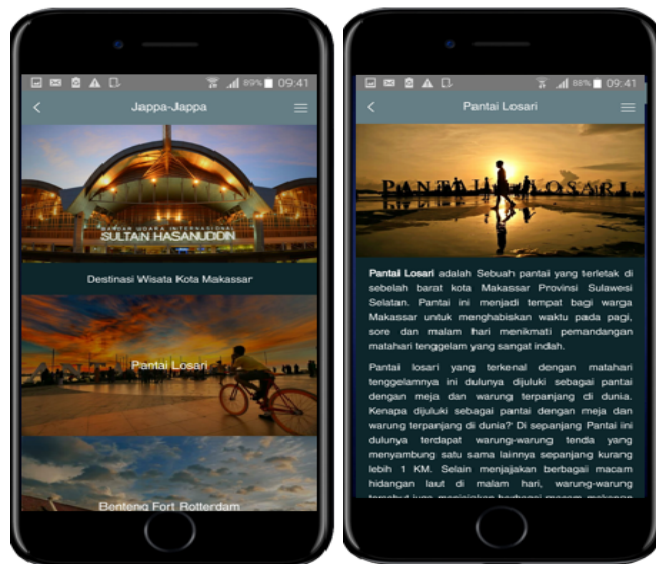 89% 09:41
Jappa-Jappa
BANDAR UDARA INTERNASIONAL
SULTAN HASANUDDIN
Destinasi Wisata Kota Makassar
Pantai Losari
Benteng Fort Rotterdam
88% 09:41
Pantai Losari
PANTAI LOSARI
Pantai Losari adalah Sebuah pantai yang terletak di
sebelah barat kota Makassar Provinsi Sulawesi
Selatan. Pantai ini menjadi tempat bagi warga
Makassar untuk menghabiskan waktu pada pagi,
sore dan malam hari menikmati pemandangan
matahari tenggelam yang sangat indah.
Pantai losari yang terkenal dengan matahari
tenggelamnya ini dulunya dijuluki sebagai pantai
dengan meja dan warung terpanjang di dunia.
Kenapa dijuluki sebagai pantai dengan meja dan
warung terpanjang di dunia? Di sepanjang Pantai ini
dulunya terdapat warung-warung tenda yang
menyambung satu sama lainnya sepanjang kurang
lebih 1 KM. Selain menjajakan berbagai macam
hidangan laut di malam hari, warung-warung